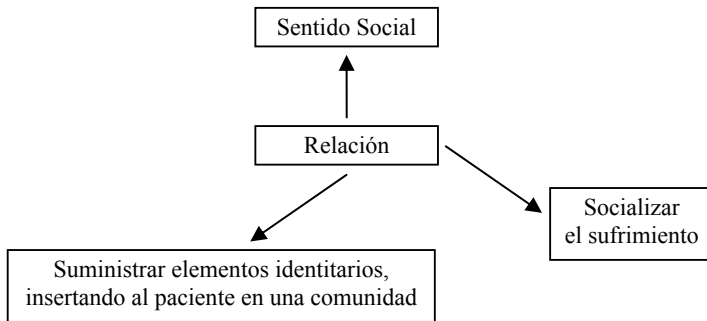 Sentido Social
Relación
Socializar
el sufrimiento
Suministrar elementos identitarios,
insertando al paciente en una comunidad